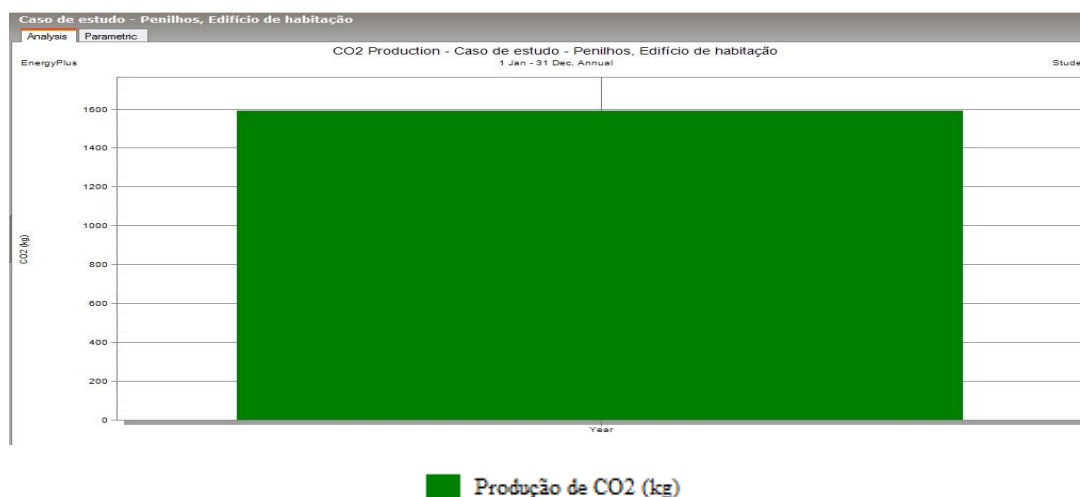 Caso de estudo - Penilhos, Edifício de habitação
Analysis Parametric
CO2 Production - Caso de estudo - Penilhos, Edifício de habitação
EnergyPlus 1 Jan - 31 Dec, Annual Stude
1600
1400
1200
1000
800
600
400
200
0
CO2 (kg)
Year
Produção de CO2 (kg)